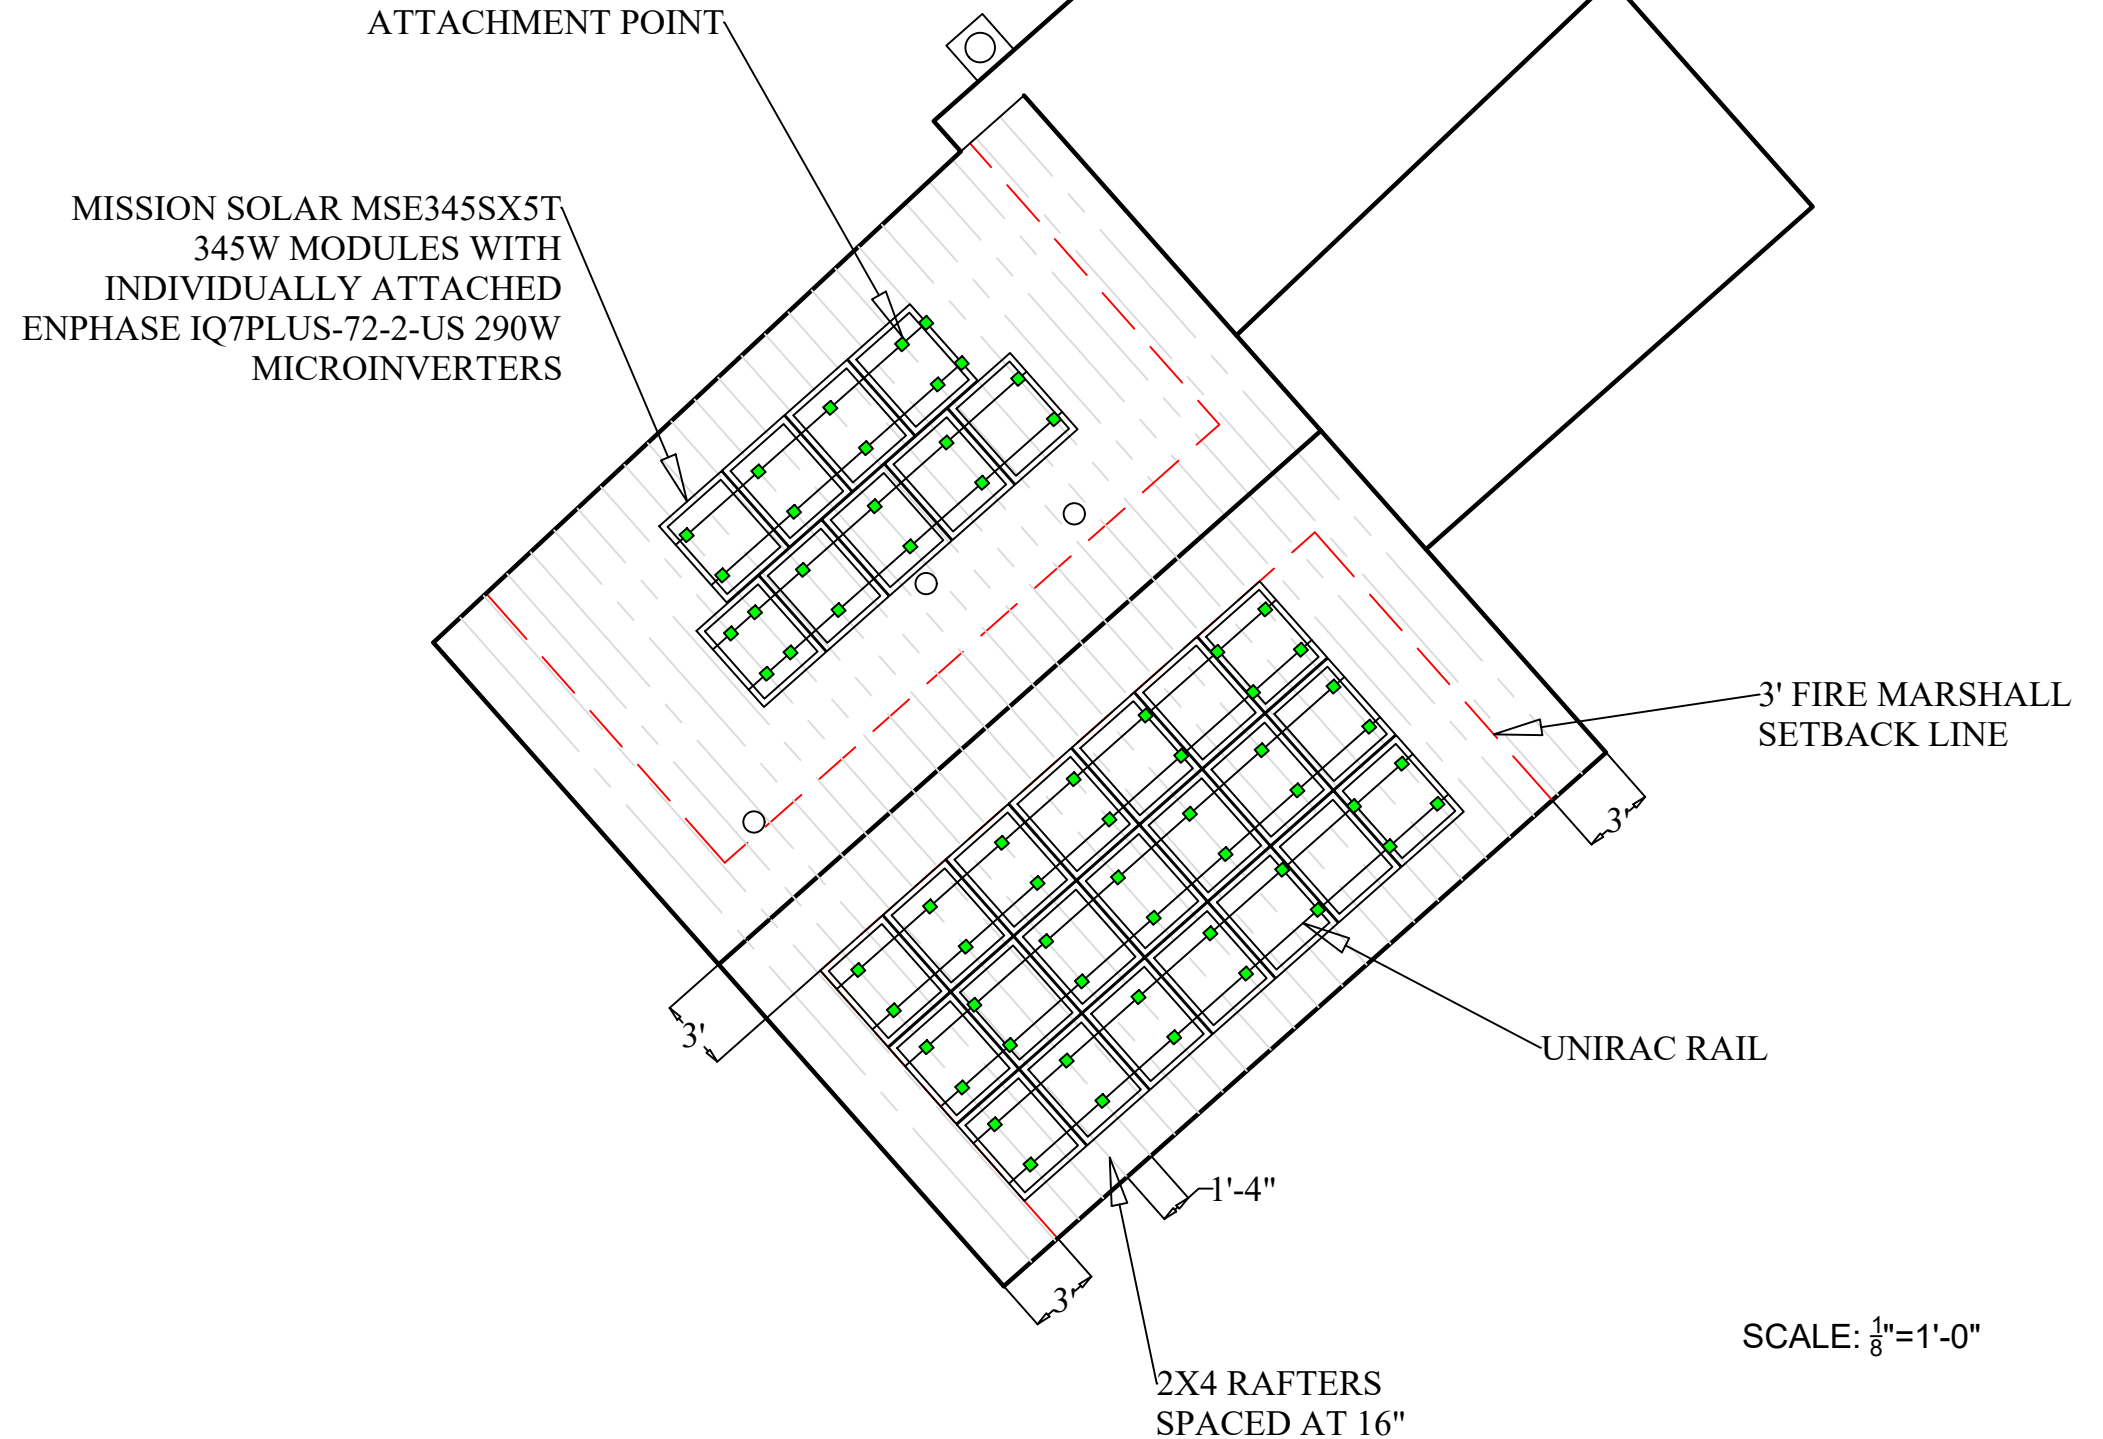 ATTACHMENT POINT
MISSION SOLAR MSE345SX5T
345W MODULES WITH
INDIVIDUALLY ATTACHED
ENPHASE IQ7PLUS-72-2-US 290W
MICROINVERTERS
3' FIRE MARSHALL
SETBACK LINE
3'
3'
UNIRAC RAIL
1'-4"
3'
SCALE: 1/8"=1'-0"
2X4 RAFTERS
SPACED AT 16"